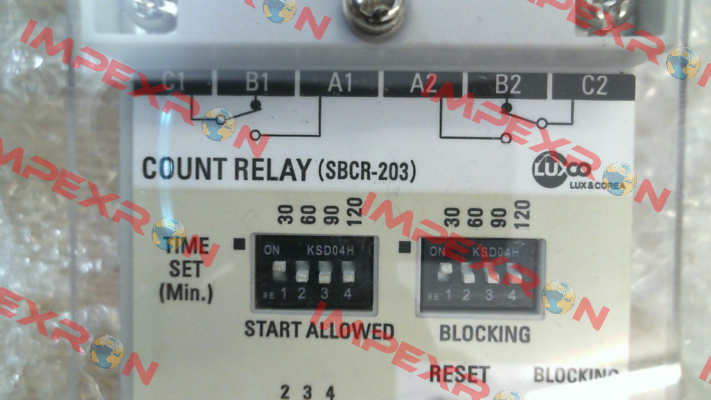 C1 B1 A1 A2 B2 C2
COUNT RELAY (SBCR-203)
LUXCO
LUX&COREA
30 60 90 120
30 60 90 120
TIME SET (Min.)
ON KSD04H
1 2 3 4
ON KSD04H
1 2 3 4
START ALLOWED
BLOCKING
RESET
BLOCKING
2 3 4
IMPEXRON
IMPEXRON
IMPEXRON
IMPEXRON
IMPEXRON
IMPEXRON